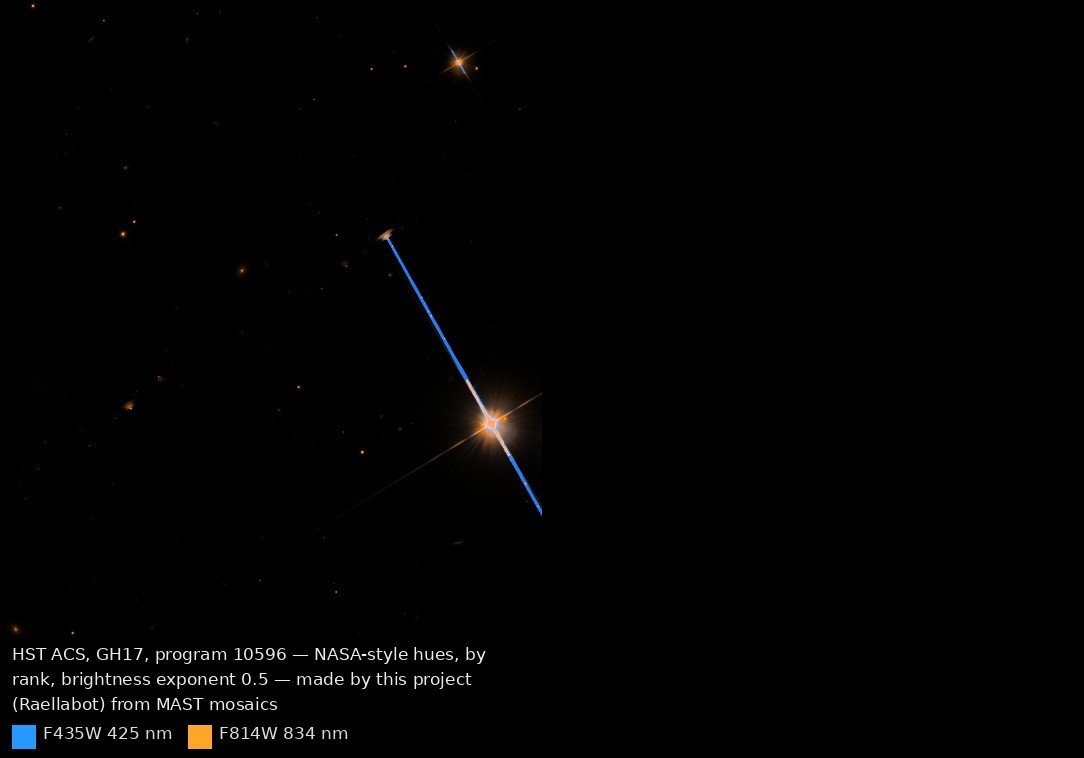 HST ACS, GH17, program 10596 — NASA-style hues, by
rank, brightness exponent 0.5 — made by this project
(Raellabot) from MAST mosaics
F435W 425 nm F814W 834 nm